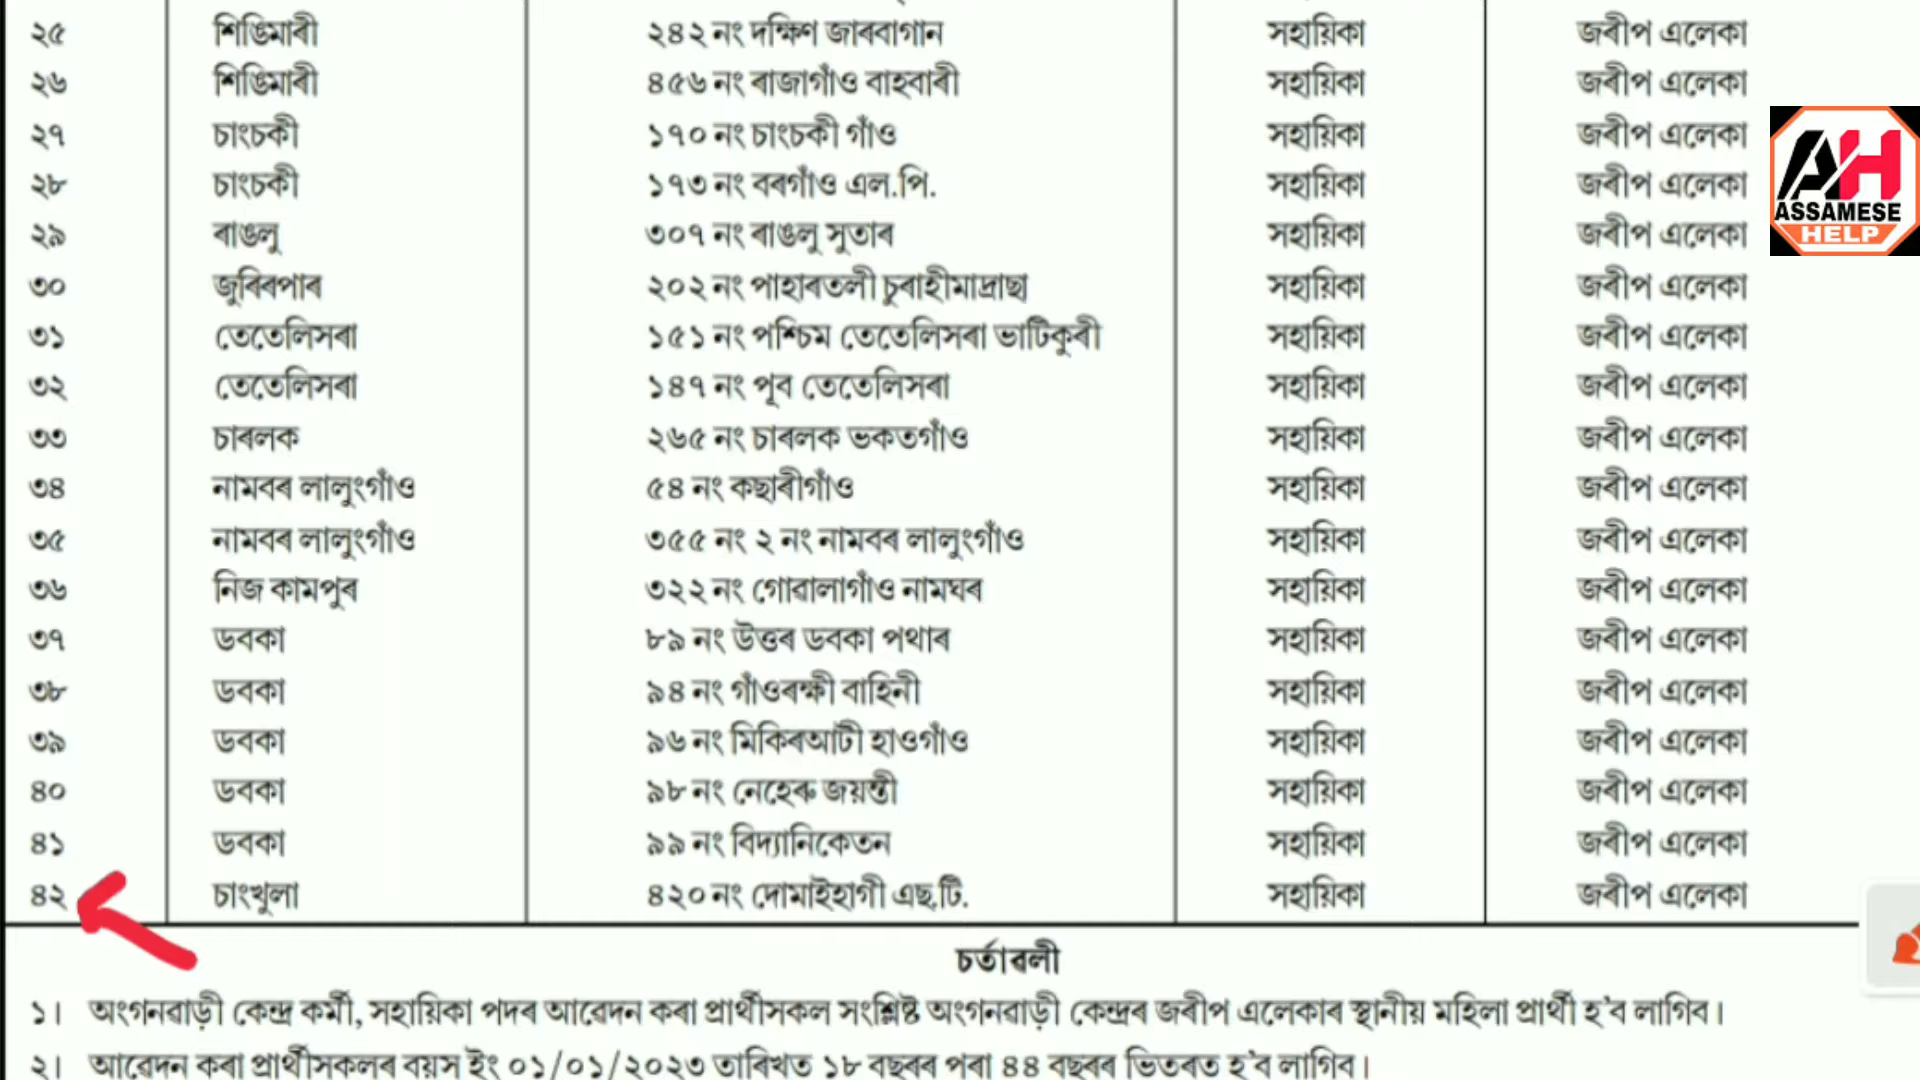 ২৫ শিঙিমাৰী ২৪২ নং দক্ষিণ জাৰবাগান সহায়িকা জৰীপ এলেকা
২৬ শিঙিমাৰী ৪৫৬ নং ৰাজাগাঁও বাহবাৰী সহায়িকা জৰীপ এলেকা
২৭ চাংচকী ১৭০ নং চাংচকী গাঁও সহায়িকা জৰীপ এলেকা
২৮ চাংচকী ১৭৩ নং বৰগাঁও এল.পি. সহায়িকা জৰীপ এলেকা
২৯ ৰাঙলু ৩০৭ নং ৰাঙলু সুতাৰ সহায়িকা জৰীপ এলেকা
৩০ জুৰিৰপাৰ ২০২ নং পাহাৰতলী চুৰাহীমাদ্ৰাছা সহায়িকা জৰীপ এলেকা
৩১ তেতেলিসৰা ১৫১ নং পশ্চিম তেতেলিসৰা ভাটিকুৰী সহায়িকা জৰীপ এলেকা
৩২ তেতেলিসৰা ১৪৭ নং পূব তেতেলিসৰা সহায়িকা জৰীপ এলেকা
৩৩ চাৰলক ২৬৫ নং চাৰলক ভকতগাঁও সহায়িকা জৰীপ এলেকা
৩৪ নামবৰ লালুংগাঁও ৫৪ নং কছাৰীগাঁও সহায়িকা জৰীপ এলেকা
৩৫ নামবৰ লালুংগাঁও ৩৫৫ নং ২ নং নামবৰ লালুংগাঁও সহায়িকা জৰীপ এলেকা
৩৬ নিজ কামপুৰ ৩২২ নং গোৱালাগাঁও নামঘৰ সহায়িকা জৰীপ এলেকা
৩৭ ডবকা ৮৯ নং উত্তৰ ডবকা পথাৰ সহায়িকা জৰীপ এলেকা
৩৮ ডবকা ৯৪ নং গাঁওৰক্ষী বাহিনী সহায়িকা জৰীপ এলেকা
৩৯ ডবকা ৯৬ নং মিকিৰআটী হাওগাঁও সহায়িকা জৰীপ এলেকা
৪০ ডবকা ৯৮ নং নেহেৰু জয়ন্তী সহায়িকা জৰীপ এলেকা
৪১ ডবকা ৯৯ নং বিদ্যানিকেতন সহায়িকা জৰীপ এলেকা
৪২ চাংখুলা ৪২০ নং দোমাইহাগী এছ.টি. সহায়িকা জৰীপ এলেকা
চৰ্তাৱলী
১। অংগনৱাড়ী কেন্দ্ৰ কৰ্মী, সহায়িকা পদৰ আৱেদন কৰা প্ৰাৰ্থীসকল সংশ্লিষ্ট অংগনৱাড়ী কেন্দ্ৰৰ জৰীপ এলেকাৰ স্থানীয় মহিলা প্ৰাৰ্থী হ'ব লাগিব।
২। আৱেদন কৰা প্ৰাৰ্থীসকলৰ বয়স ইং ০১/০১/২০২৩ তাৰিখত ১৮ বছৰৰ পৰা ৪৪ বছৰৰ ভিতৰত হ'ব লাগিব।
AH
ASSAMESE
HELP